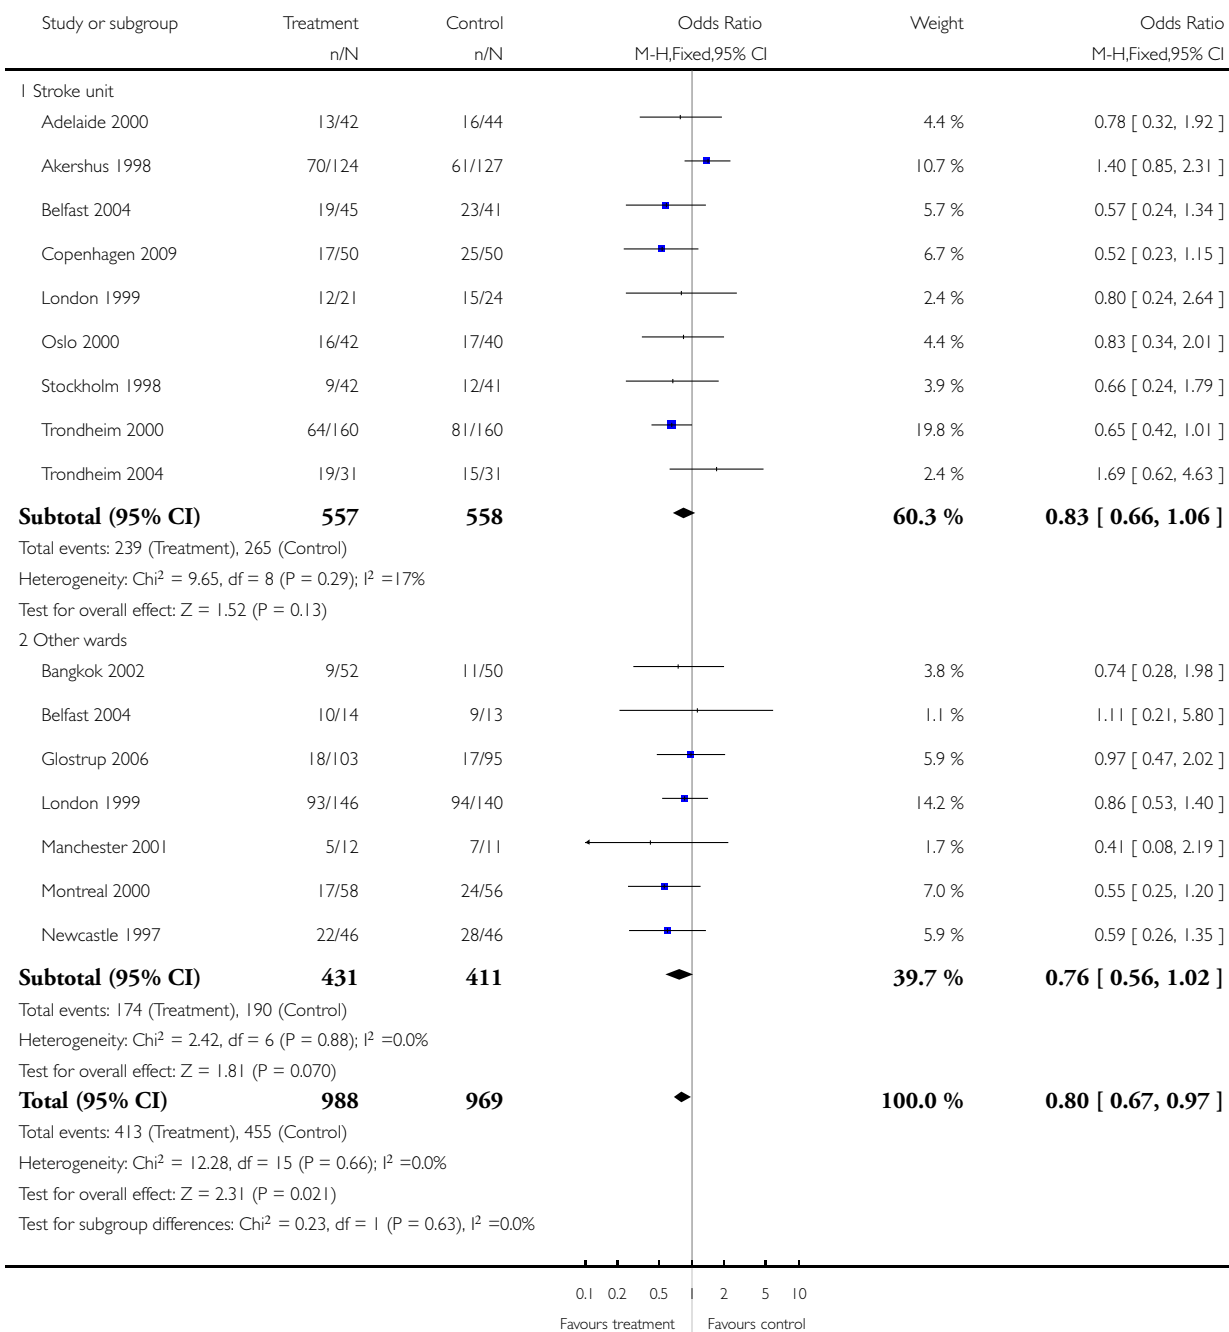 Study or subgroup Treatment Control Odds Ratio Weight Odds Ratio
n/N n/N M-H,Fixed,95% CI M-H,Fixed,95% CI
1 Stroke unit
Adelaide 2000 13/42 16/44 4.4 % 0.78 [ 0.32, 1.92 ]
Akershus 1998 70/124 61/127 10.7 % 1.40 [ 0.85, 2.31 ]
Belfast 2004 19/45 23/41 5.7 % 0.57 [ 0.24, 1.34 ]
Copenhagen 2009 17/50 25/50 6.7 % 0.52 [ 0.23, 1.15 ]
London 1999 12/21 15/24 2.4 % 0.80 [ 0.24, 2.64 ]
Oslo 2000 16/42 17/40 4.4 % 0.83 [ 0.34, 2.01 ]
Stockholm 1998 9/42 12/41 3.9 % 0.66 [ 0.24, 1.79 ]
Trondheim 2000 64/160 81/160 19.8 % 0.65 [ 0.42, 1.01 ]
Trondheim 2004 19/31 15/31 2.4 % 1.69 [ 0.62, 4.63 ]
Subtotal (95% CI) 557 558 60.3 % 0.83 [ 0.66, 1.06 ]
Total events: 239 (Treatment), 265 (Control)
Heterogeneity: Chi² = 9.65, df = 8 (P = 0.29); I² =17%
Test for overall effect: Z = 1.52 (P = 0.13)
2 Other wards
Bangkok 2002 9/52 11/50 3.8 % 0.74 [ 0.28, 1.98 ]
Belfast 2004 10/14 9/13 1.1 % 1.11 [ 0.21, 5.80 ]
Glostrup 2006 18/103 17/95 5.9 % 0.97 [ 0.47, 2.02 ]
London 1999 93/146 94/140 14.2 % 0.86 [ 0.53, 1.40 ]
Manchester 2001 5/12 7/11 1.7 % 0.41 [ 0.08, 2.19 ]
Montreal 2000 17/58 24/56 7.0 % 0.55 [ 0.25, 1.20 ]
Newcastle 1997 22/46 28/46 5.9 % 0.59 [ 0.26, 1.35 ]
Subtotal (95% CI) 431 411 39.7 % 0.76 [ 0.56, 1.02 ]
Total events: 174 (Treatment), 190 (Control)
Heterogeneity: Chi² = 2.42, df = 6 (P = 0.88); I² =0.0%
Test for overall effect: Z = 1.81 (P = 0.070)
Total (95% CI) 988 969 100.0 % 0.80 [ 0.67, 0.97 ]
Total events: 413 (Treatment), 455 (Control)
Heterogeneity: Chi² = 12.28, df = 15 (P = 0.66); I² =0.0%
Test for overall effect: Z = 2.31 (P = 0.021)
Test for subgroup differences: Chi² = 0.23, df = 1 (P = 0.63), I² =0.0%
0.1 0.2 0.5 1 2 5 10
Favours treatment Favours control